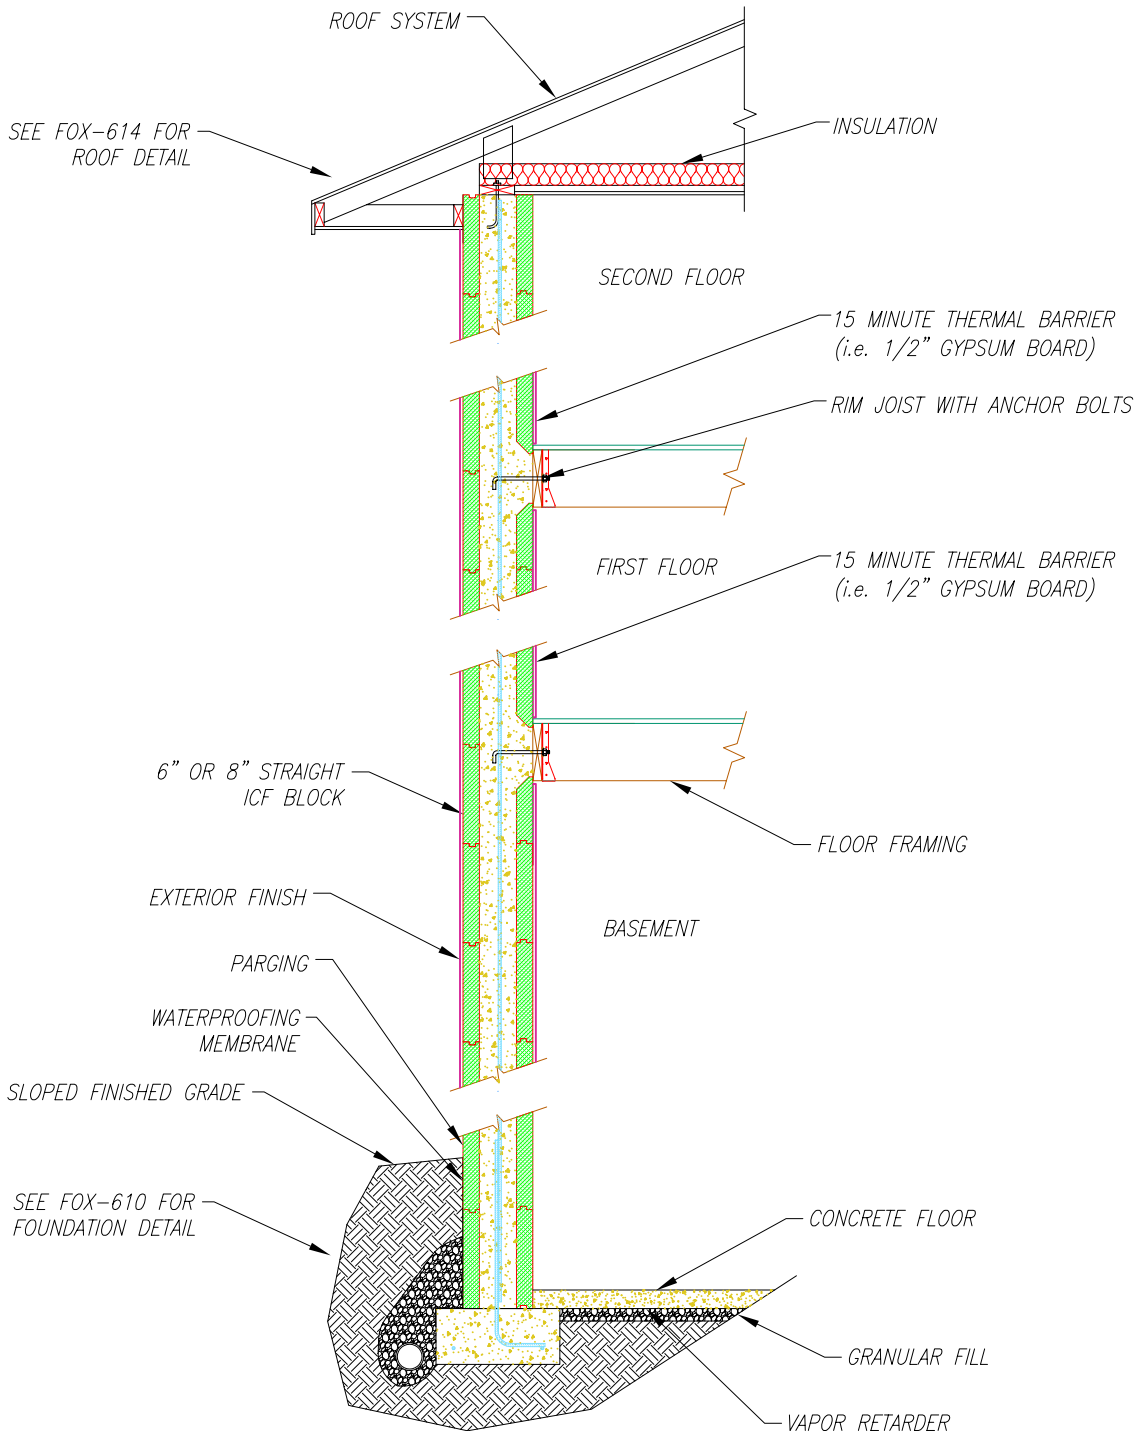 ROOF SYSTEM
SEE FOX-614 FOR
ROOF DETAIL
INSULATION
SECOND FLOOR
15 MINUTE THERMAL BARRIER
(i.e. 1/2" GYPSUM BOARD)
RIM JOIST WITH ANCHOR BOLTS
FIRST FLOOR
15 MINUTE THERMAL BARRIER
(i.e. 1/2" GYPSUM BOARD)
6" OR 8" STRAIGHT
ICF BLOCK
FLOOR FRAMING
EXTERIOR FINISH
BASEMENT
PARGING
WATERPROOFING
MEMBRANE
SLOPED FINISHED GRADE
SEE FOX-610 FOR
FOUNDATION DETAIL
CONCRETE FLOOR
GRANULAR FILL
VAPOR RETARDER